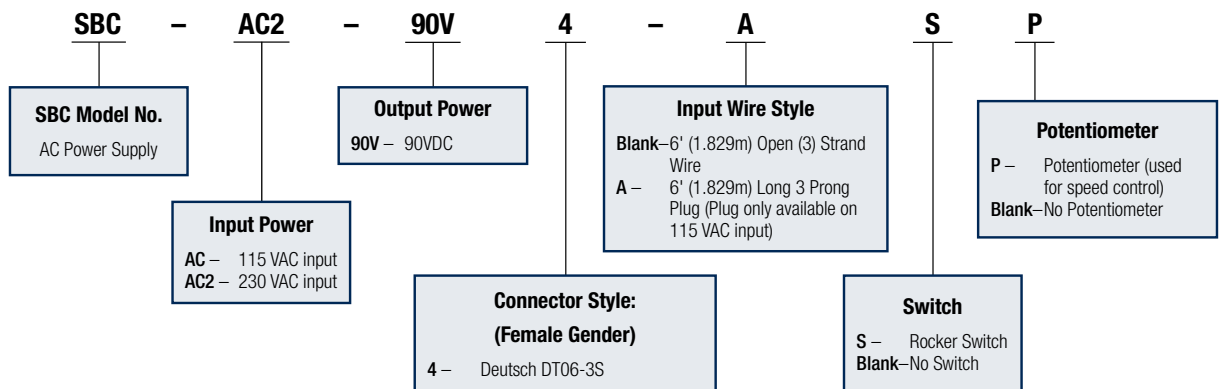 SBC – AC2 – 90V 4 – A S P
SBC Model No.
AC Power Supply
Input Power
AC – 115 VAC input
AC2 – 230 VAC input
Output Power
90V – 90VDC
Connector Style:
(Female Gender)
4 – Deutsch DT06-3S
Input Wire Style
Blank–6' (1.829m) Open (3) Strand
Wire
A – 6' (1.829m) Long 3 Prong
Plug (Plug only available on
115 VAC input)
Switch
S – Rocker Switch
Blank–No Switch
Potentiometer
P – Potentiometer (used
for speed control)
Blank–No Potentiometer